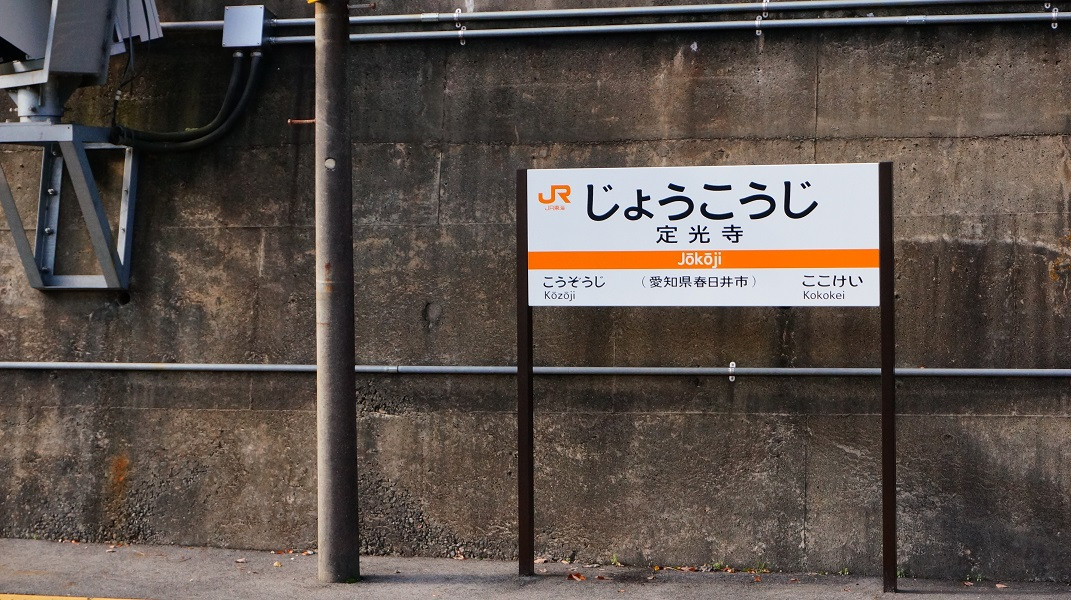 JR
JR東海
じょうこうじ
定光寺
Jōkōji
こうぞうじ
Kōzōji
（愛知県春日井市）
ここけい
Kokokei